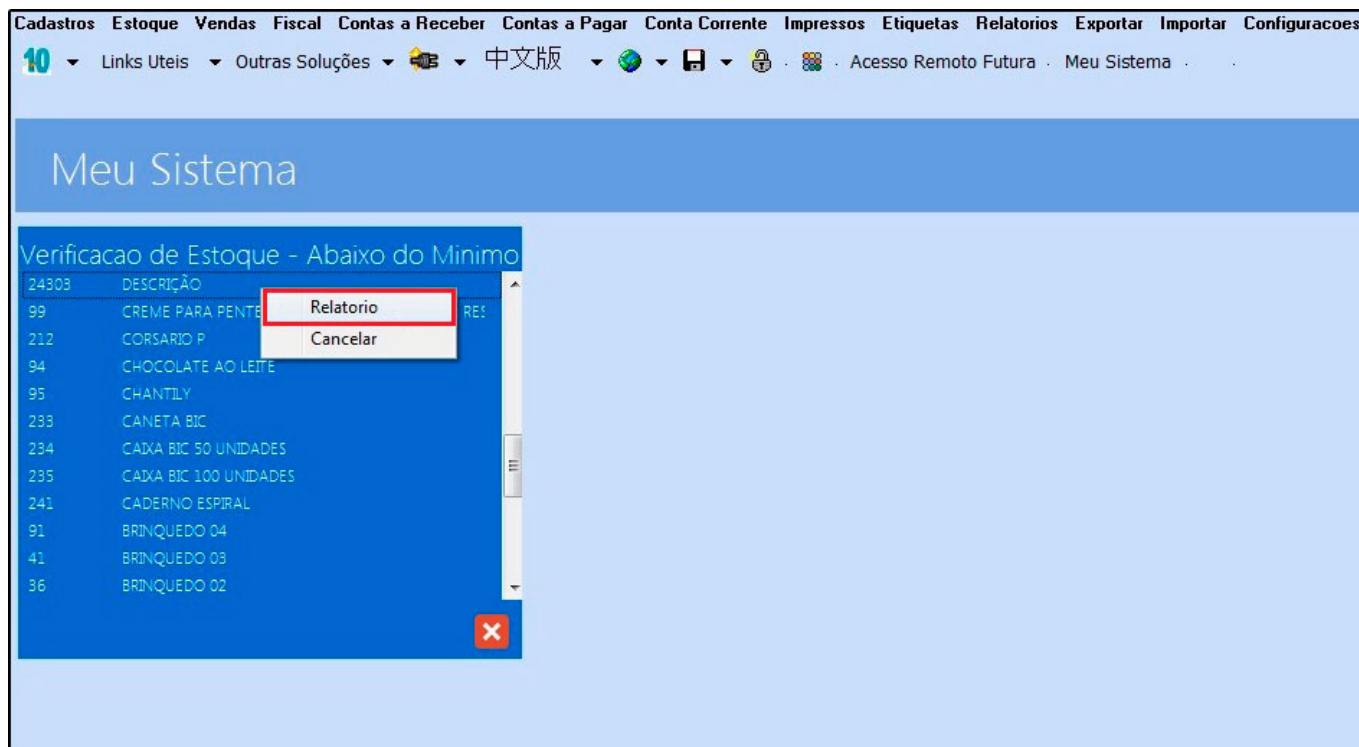 Cadastros Estoque Vendas Fiscal Contas a Receber Contas a Pagar Conta Corrente Impressos Etiquetas Relatorios Exportar Importar Configuracoes
10 Links Uteis Outras Soluções 中文版 Acesso Remoto Futura Meu Sistema
Meu Sistema
Verificacao de Estoque - Abaixo do Minimo
24303 DESCRIÇÃO
Relatorio
99 CREME PARA PENTE RES
212 CORSARIO P
Cancelar
94 CHOCOLATE AO LEITE
95 CHANTILY
233 CANETA BIC
234 CAIXA BIC 50 UNIDADES
235 CAIXA BIC 100 UNIDADES
241 CADERNO ESPIRAL
91 BRINQUEDO 04
41 BRINQUEDO 03
36 BRINQUEDO 02